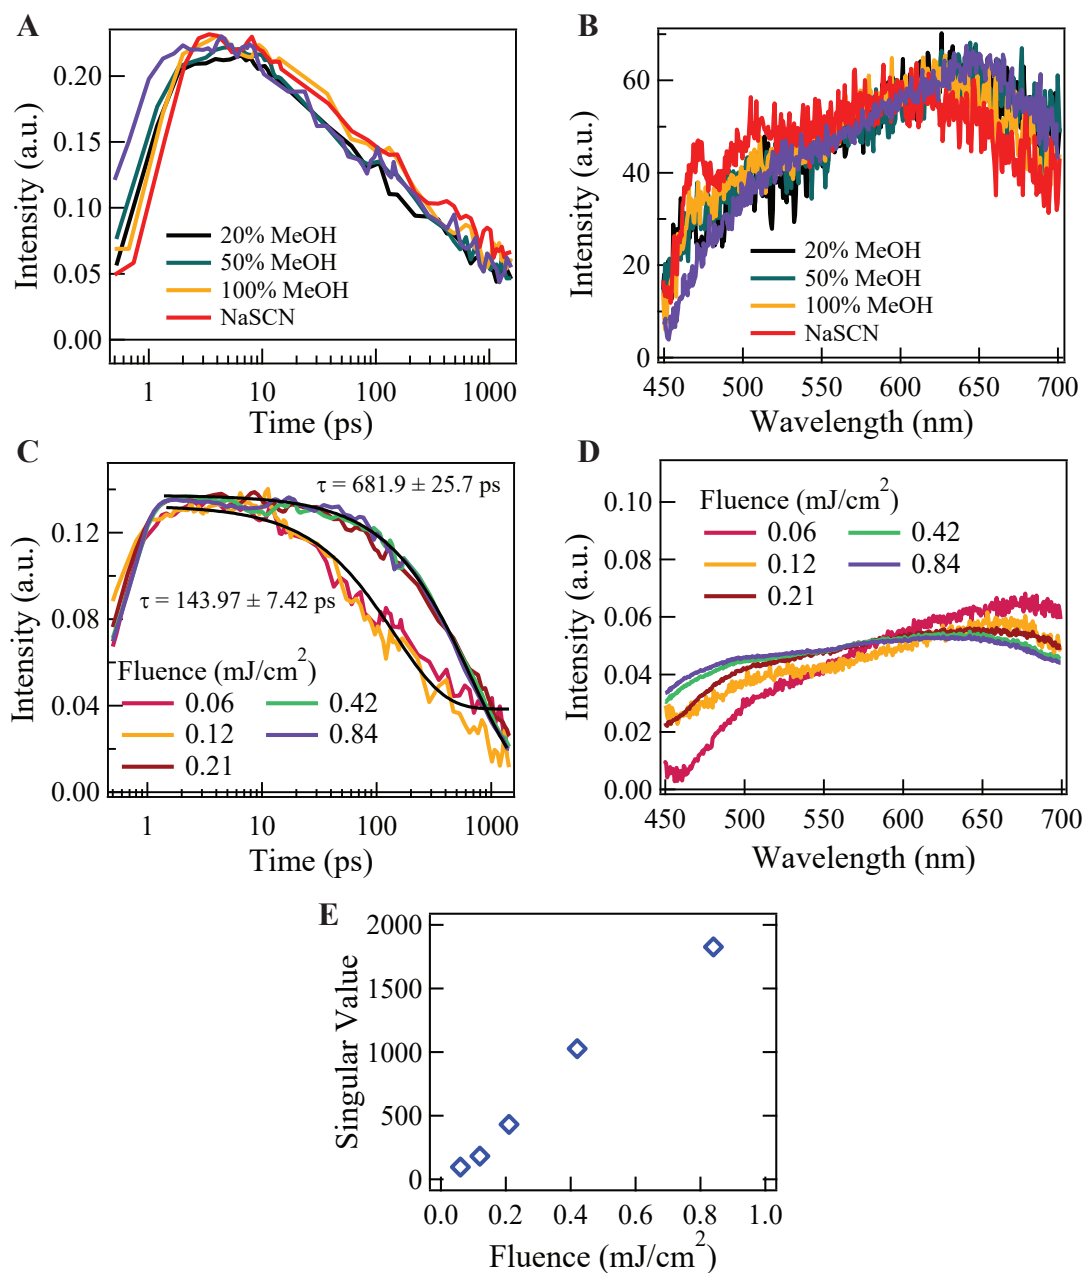 A
Intensity (a.u.)
0.20
0.15
0.10
0.05
0.00
20% MeOH
50% MeOH
100% MeOH
NaSCN
1
10
100
1000
Time (ps)
B
Intensity (a.u.)
60
40
20
0
20% MeOH
50% MeOH
100% MeOH
NaSCN
450
500
550
600
650
700
Wavelength (nm)
C
Intensity (a.u.)
0.12
0.08
0.04
0.00
τ = 681.9 ± 25.7 ps
τ = 143.97 ± 7.42 ps
Fluence (mJ/cm²)
0.06
0.42
0.12
0.84
0.21
1
10
100
1000
Time (ps)
D
Intensity (a.u.)
0.10
0.08
0.06
0.04
0.02
0.00
Fluence (mJ/cm²)
0.06
0.42
0.12
0.84
0.21
450
500
550
600
650
700
Wavelength (nm)
E
Singular Value
2000
1500
1000
500
0
0.0
0.2
0.4
0.6
0.8
1.0
Fluence (mJ/cm²)